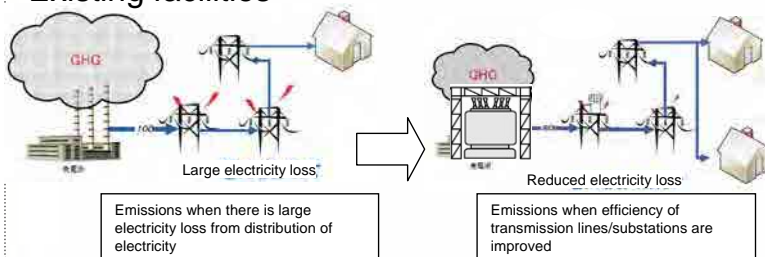 Existing facilities
GHG
100
Large electricity loss
Emissions when there is large
electricity loss from distribution of
electricity
GHG
Reduced electricity loss
Emissions when efficiency of
transmission lines/substations are
improved